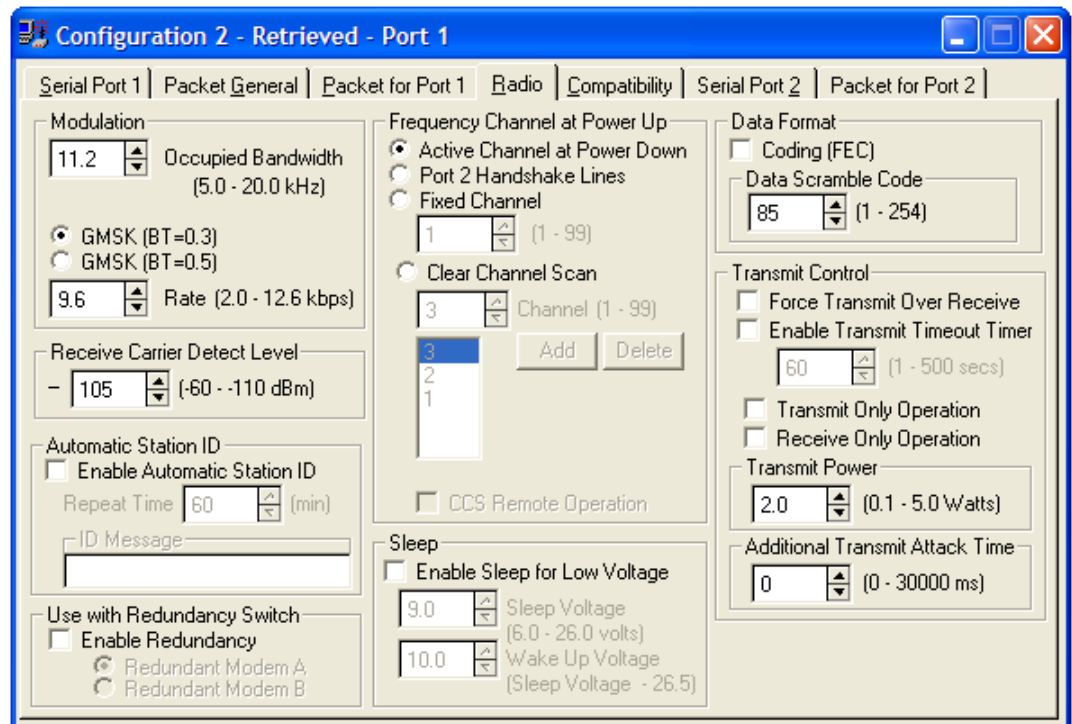 Configuration 2 - Retrieved - Port 1
Serial Port 1
Packet General
Packet for Port 1
Radio
Compatibility
Serial Port 2
Packet for Port 2
Modulation
11.2 Occupied Bandwidth
(5.0 - 20.0 kHz)
GMSK (BT=0.3)
GMSK (BT=0.5)
9.6 Rate (2.0 - 12.6 kbps)
Receive Carrier Detect Level
- 105 (-60 - -110 dBm)
Automatic Station ID
Enable Automatic Station ID
Repeat Time 60 (min)
ID Message
Use with Redundancy Switch
Enable Redundancy
Redundant Modem A
Redundant Modem B
Frequency Channel at Power Up
Active Channel at Power Down
Port 2 Handshake Lines
Fixed Channel
1 (1 - 99)
Clear Channel Scan
3 Channel (1 - 99)
3
2
1
Add
Delete
CCS Remote Operation
Sleep
Enable Sleep for Low Voltage
9.0 Sleep Voltage
(6.0 - 26.0 volts)
10.0 Wake Up Voltage
(Sleep Voltage - 26.5)
Data Format
Coding (FEC)
Data Scramble Code
85 (1 - 254)
Transmit Control
Force Transmit Over Receive
Enable Transmit Timeout Timer
60 (1 - 500 secs)
Transmit Only Operation
Receive Only Operation
Transmit Power
2.0 (0.1 - 5.0 Watts)
Additional Transmit Attack Time
0 (0 - 30000 ms)